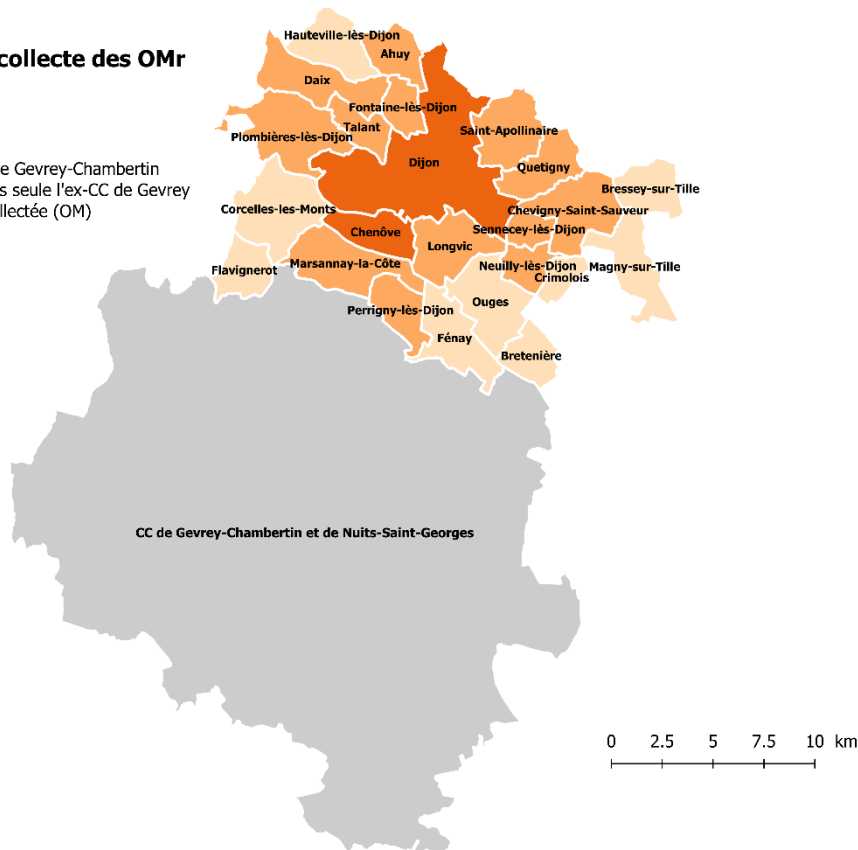 collecte des OMr
e Gevrey-Chambertin
s seule l'ex-CC de Gevrey
llectée (OM)
Hauteville-lès-Dijon
Ahuy
Daix
Fontaine-lès-Dijon
Talant
Plombières-lès-Dijon
Saint-Apollinaire
Dijon
Quetigny
Bressey-sur-Tille
Corcelles-les-Monts
Chevigny-Saint-Sauveur
Chenôve
Sennecey-lès-Dijon
Longvic
Flavignerot
Marsannay-la-Côte
Neuilly-lès-Dijon
Magny-sur-Tille
Crimolois
Ouges
Perrigny-lès-Dijon
Fénay
Bretenière
CC de Gevrey-Chambertin et de Nuits-Saint-Georges
0 2.5 5 7.5 10 km